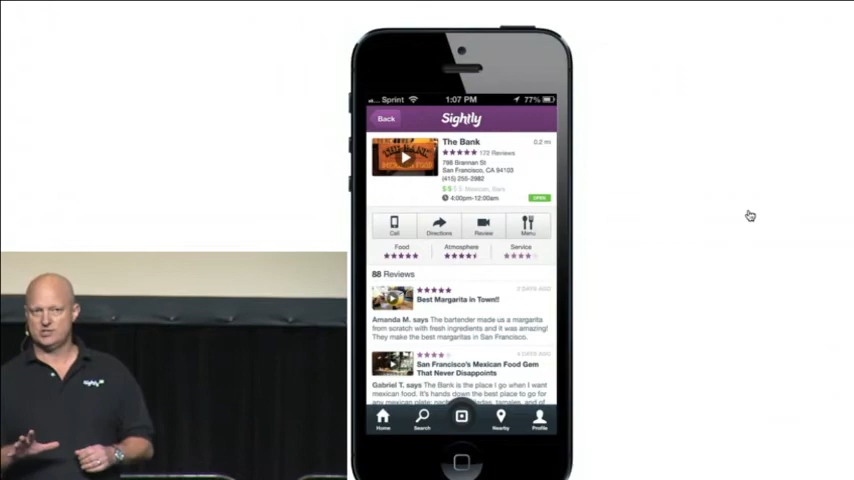 Sprint 1:07 PM 77%
Back Sightly
The Bank 0.2 mi
172 Reviews
798 Brannan St
San Francisco, CA 94103
(415) 255-2982
$$ Mexican, Bars
4:00pm-12:00am OPEN
Call Directions Review Menu
Food Atmosphere Service
88 Reviews
2 DAYS AGO
Best Margarita in Town!!
Amanda M. says The bartender made us a margarita
from scratch with fresh ingredients and it was amazing!
They make the best margaritas in San Francisco.
4 DAYS AGO
San Francisco's Mexican Food Gem
That Never Disappoints
Gabriel T. says The Bank is the place I go when I want
mexican food. It's hands down the best place to go for
Home Search Nearby Profile
Sightly